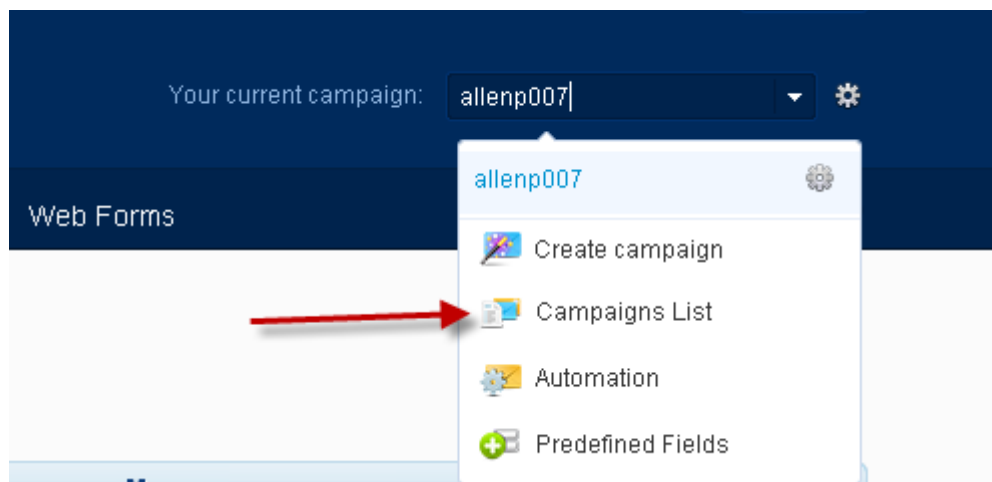 Your current campaign: allenp007
allenp007
Web Forms
Create campaign
Campaigns List
Automation
Predefined Fields